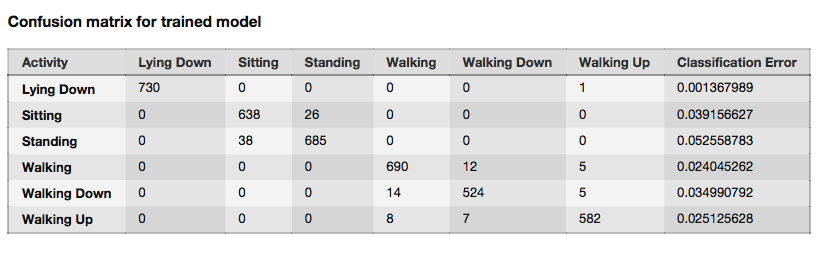 Confusion matrix for trained model
Activity Lying Down Sitting Standing Walking Walking Down Walking Up Classification Error
Lying Down 730 0 0 0 0 1 0.001367989
Sitting 0 638 26 0 0 0 0.039156627
Standing 0 38 685 0 0 0 0.052558783
Walking 0 0 0 690 12 5 0.024045262
Walking Down 0 0 0 14 524 5 0.034990792
Walking Up 0 0 0 8 7 582 0.025125628